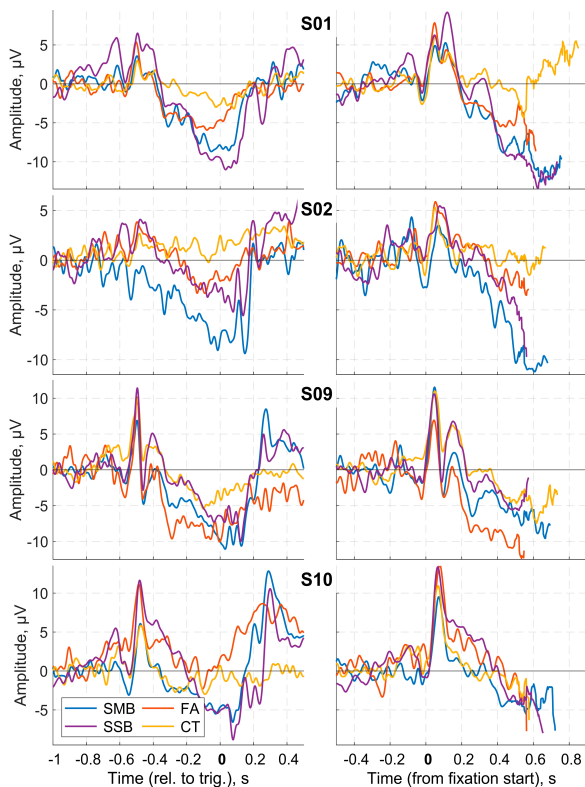 S01
Amplitude, µV
5
0
-5
-10
S02
Amplitude, µV
5
0
-5
-10
S09
Amplitude, µV
10
5
0
-5
-10
S10
Amplitude, µV
10
5
0
-5
SMB FA
SSB CT
-1 -0.8 -0.6 -0.4 -0.2 0 0.2 0.4
-0.4 -0.2 0 0.2 0.4 0.6 0.8
Time (rel. to trig.), s
Time (from fixation start), s